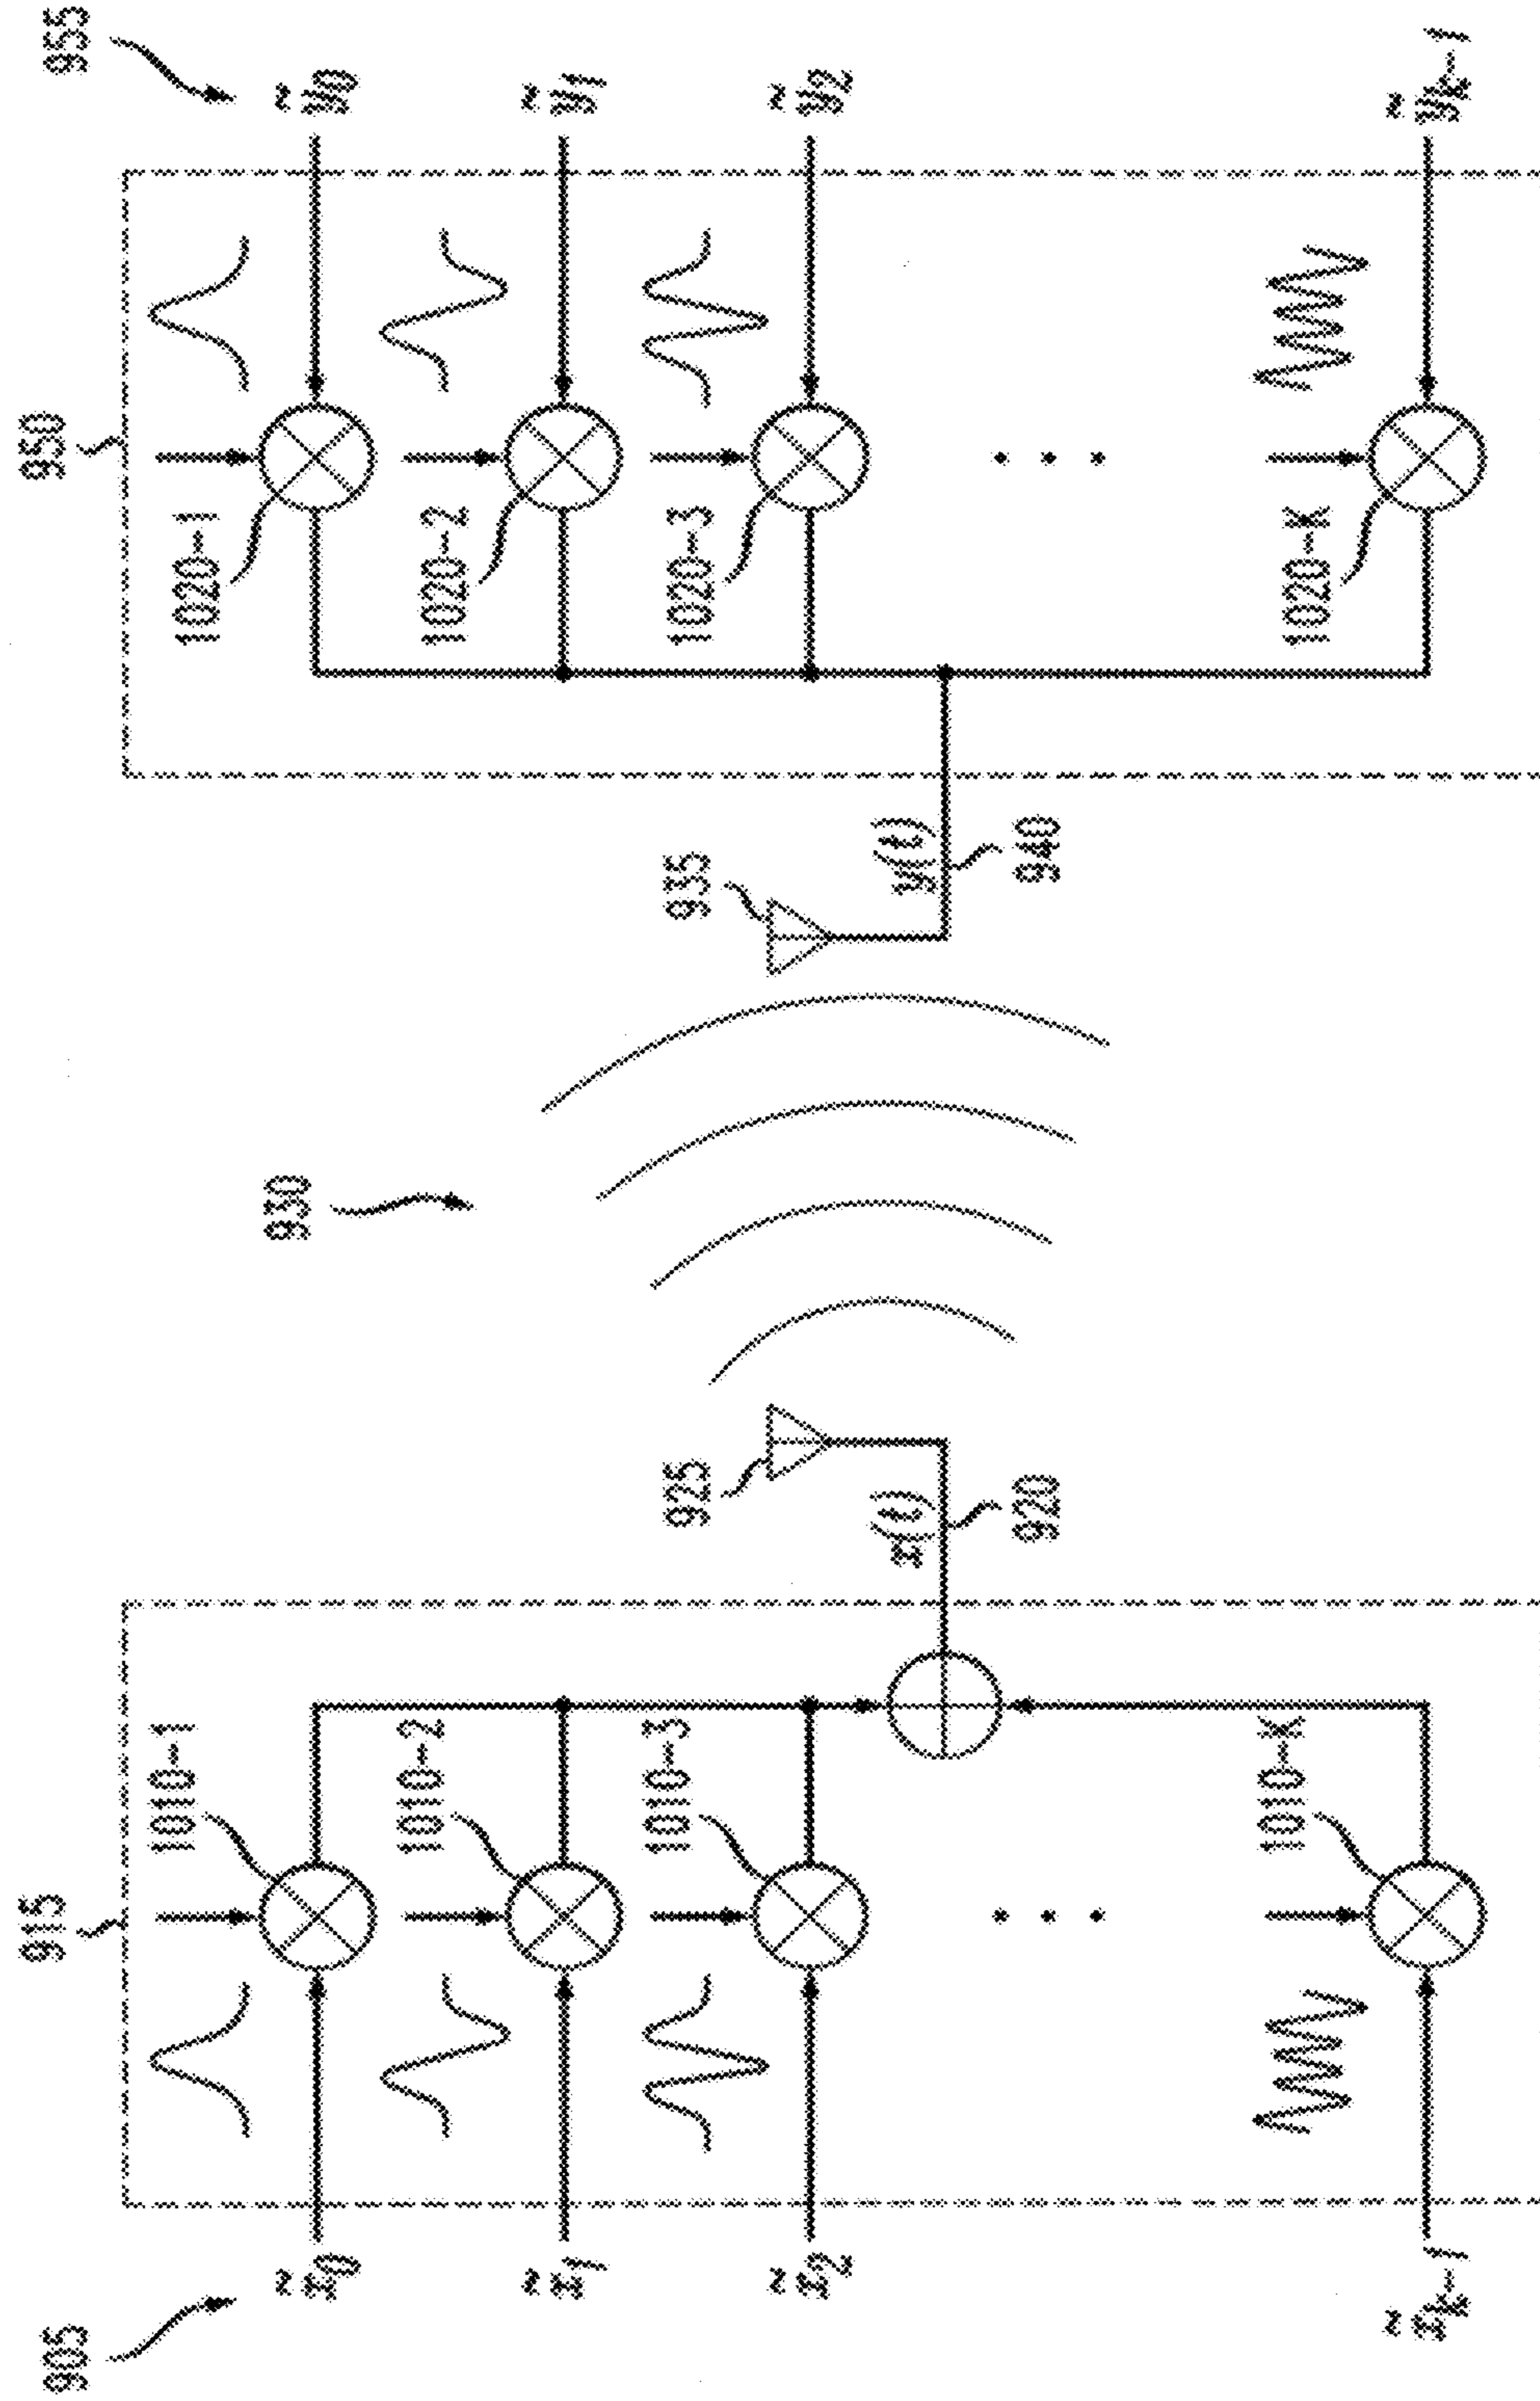 915
950
905
955
1010-1
1020-1
x̃0
ỹ0
930
1010-2
1020-2
x̃1
ỹ1
1010-3
925
935
1020-3
x̃2
ỹ2
x(t)
y(t)
920
940
1010-K
1020-K
x̃K-1
ỹK-1